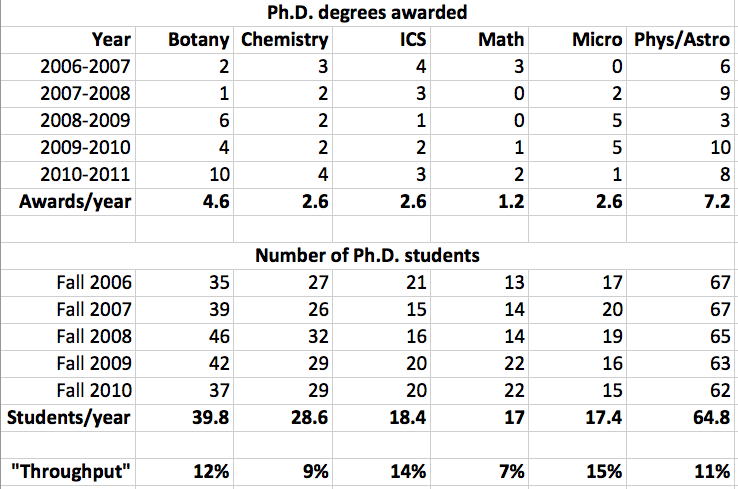 Ph.D. degrees awarded
Year Botany Chemistry ICS Math Micro Phys/Astro
2006-2007 2 3 4 3 0 6
2007-2008 1 2 3 0 2 9
2008-2009 6 2 1 0 5 3
2009-2010 4 2 2 1 5 10
2010-2011 10 4 3 2 1 8
Awards/year 4.6 2.6 2.6 1.2 2.6 7.2
Number of Ph.D. students
Fall 2006 35 27 21 13 17 67
Fall 2007 39 26 15 14 20 67
Fall 2008 46 32 16 14 19 65
Fall 2009 42 29 20 22 16 63
Fall 2010 37 29 20 22 15 62
Students/year 39.8 28.6 18.4 17 17.4 64.8
"Throughput" 12% 9% 14% 7% 15% 11%